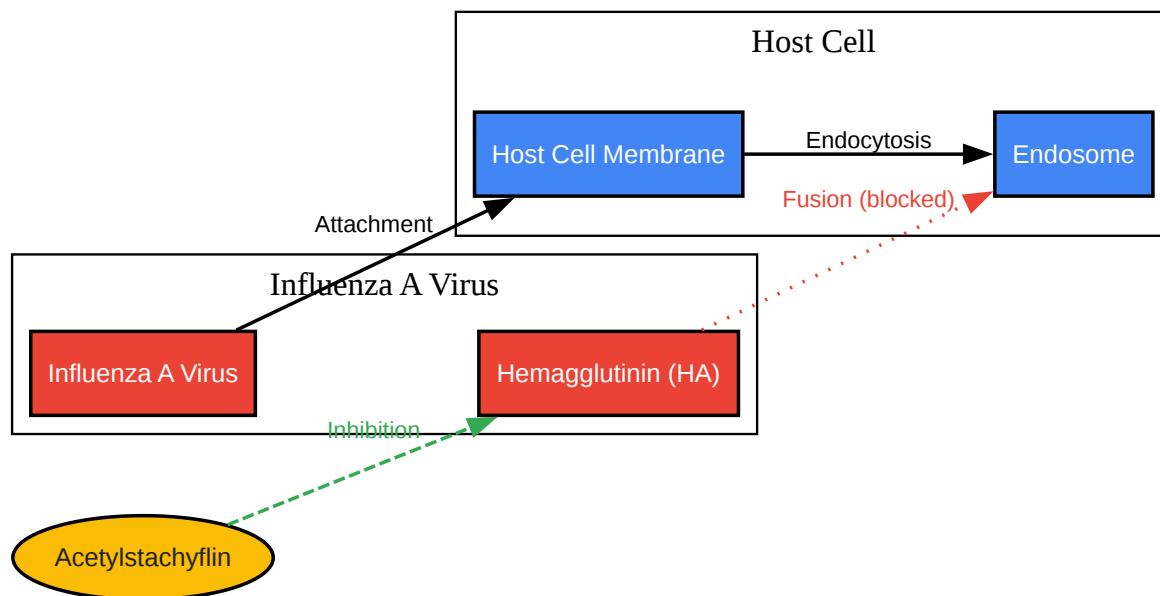 Host Cell
Host Cell Membrane
Endocytosis
Endosome
Fusion (blocked)
Attachment
Influenza A Virus
Influenza A Virus
Hemagglutinin (HA)
Inhibition
Acetylstachyflin